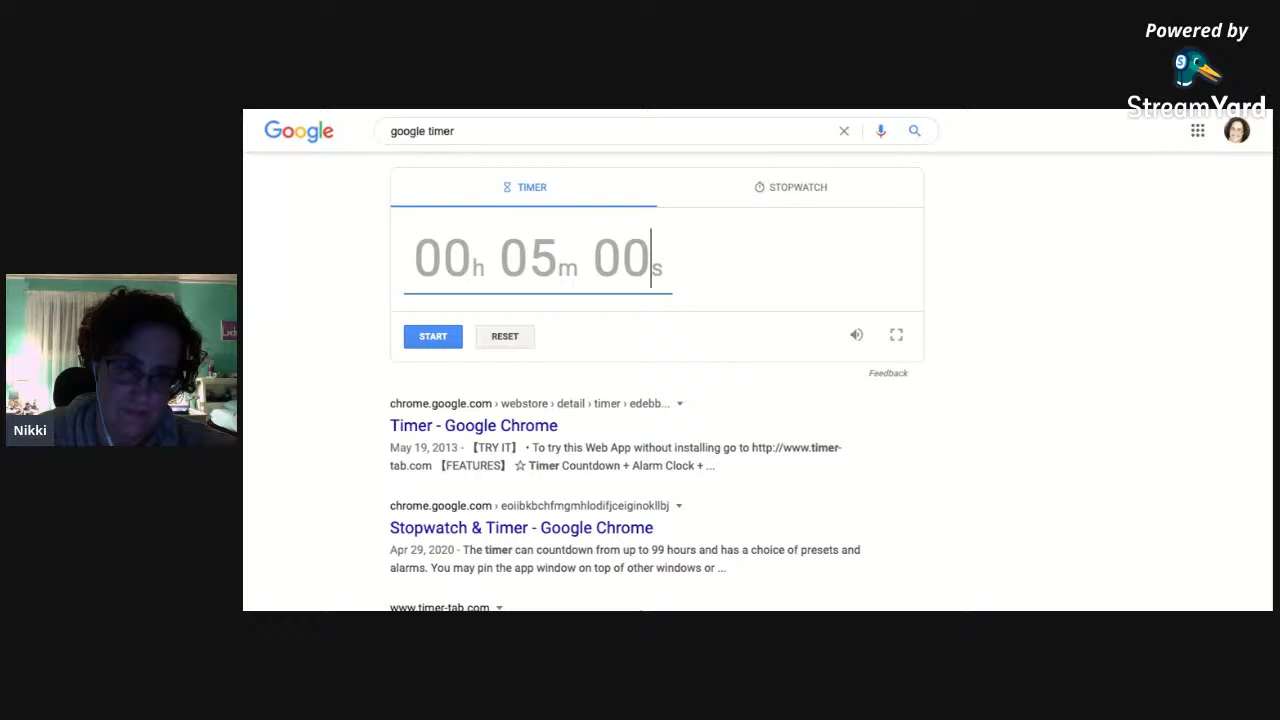 Powered by
StreamYard
Google
google timer
TIMER
STOPWATCH
00h 05m 00s
START
RESET
Feedback
chrome.google.com › webstore › detail › timer › edebb...
Timer - Google Chrome
May 19, 2013 - 【TRY IT】 • To try this Web App without installing go to http://www.timer-
tab.com 【FEATURES】 ☆ Timer Countdown + Alarm Clock + ...
chrome.google.com › eoiibkbchfmgmhlodifjceiginokllbj
Stopwatch & Timer - Google Chrome
Apr 29, 2020 - The timer can countdown from up to 99 hours and has a choice of presets and
alarms. You may pin the app window on top of other windows or ...
www.timer-tab.com
Nikki